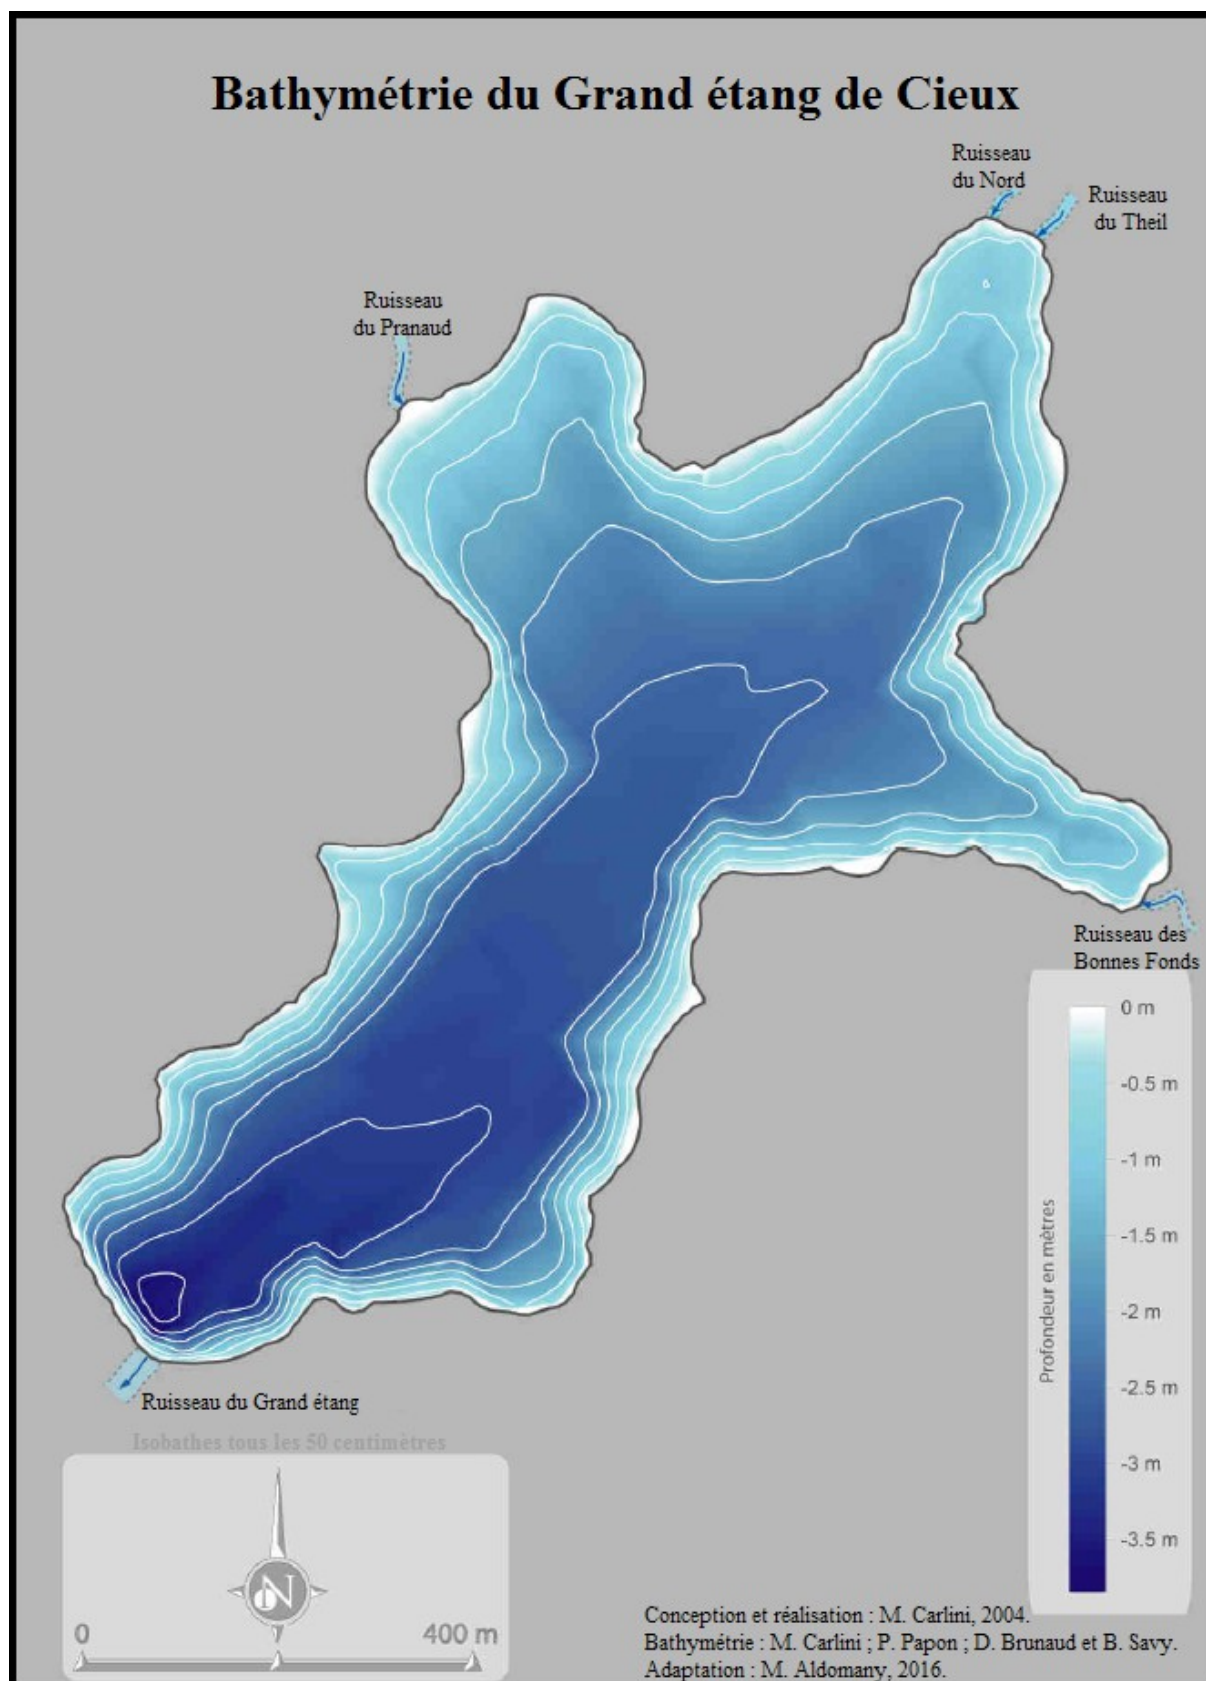 Bathymétrie du Grand étang de Cieux
Ruisseau
du Nord
Ruisseau
du Theil
Ruisseau
du Pranaud
Ruisseau des
Bonnes Fonds
0 m
-0.5 m
-1 m
-1.5 m
-2 m
-2.5 m
-3 m
-3.5 m
Profondeur en mètres
Ruisseau du Grand étang
Isobathes tous les 50 centimètres
N
0
400 m
Conception et réalisation : M. Carlini, 2004.
Bathymétrie : M. Carlini ; P. Papon ; D. Brunaud et B. Savy.
Adaptation : M. Aldomany, 2016.